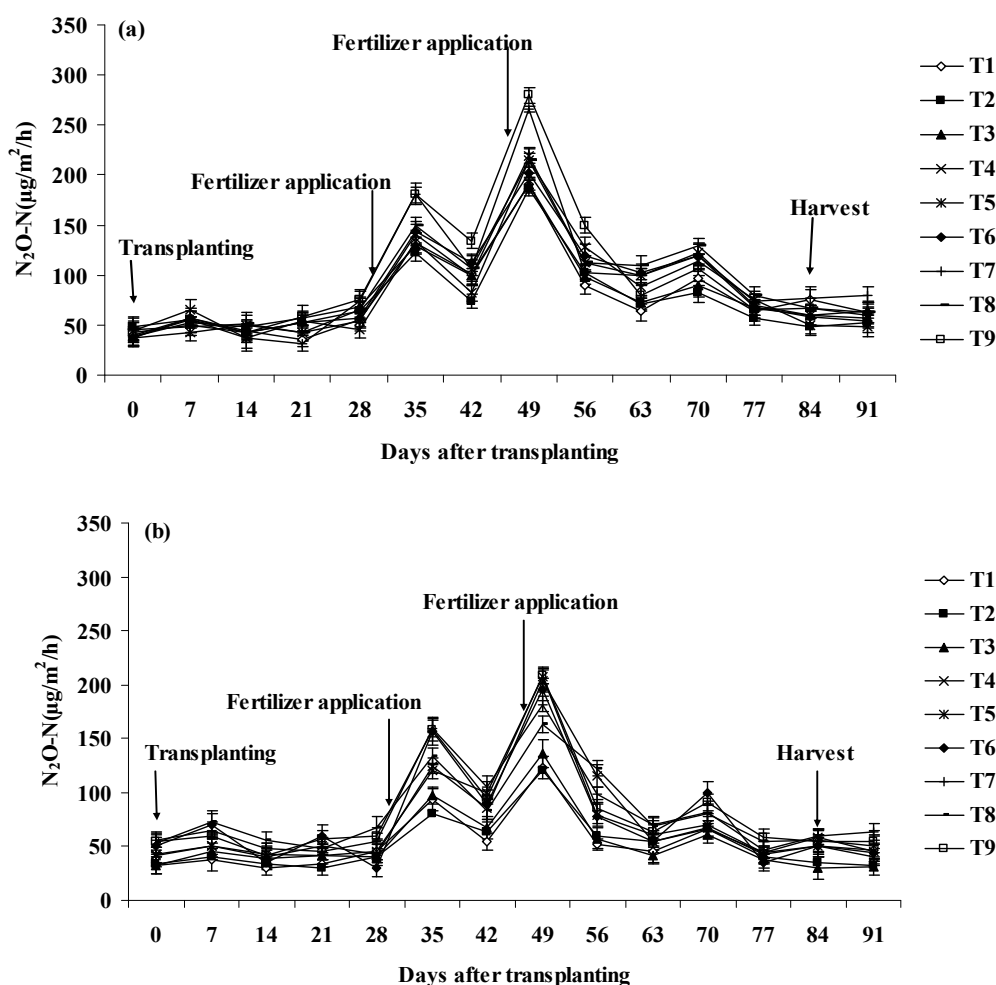 (a)
350
300
250
200
150
100
50
0
N₂O-N(µg/m²/h)
Fertilizer application
Fertilizer application
Transplanting
Harvest
0 7 14 21 28 35 42 49 56 63 70 77 84 91
Days after transplanting
T1
T2
T3
T4
T5
T6
T7
T8
T9
(b)
350
300
250
200
150
100
50
0
N₂O-N(µg/m²/h)
Fertilizer application
Fertilizer application
Transplanting
Harvest
0 7 14 21 28 35 42 49 56 63 70 77 84 91
Days after transplanting
T1
T2
T3
T4
T5
T6
T7
T8
T9